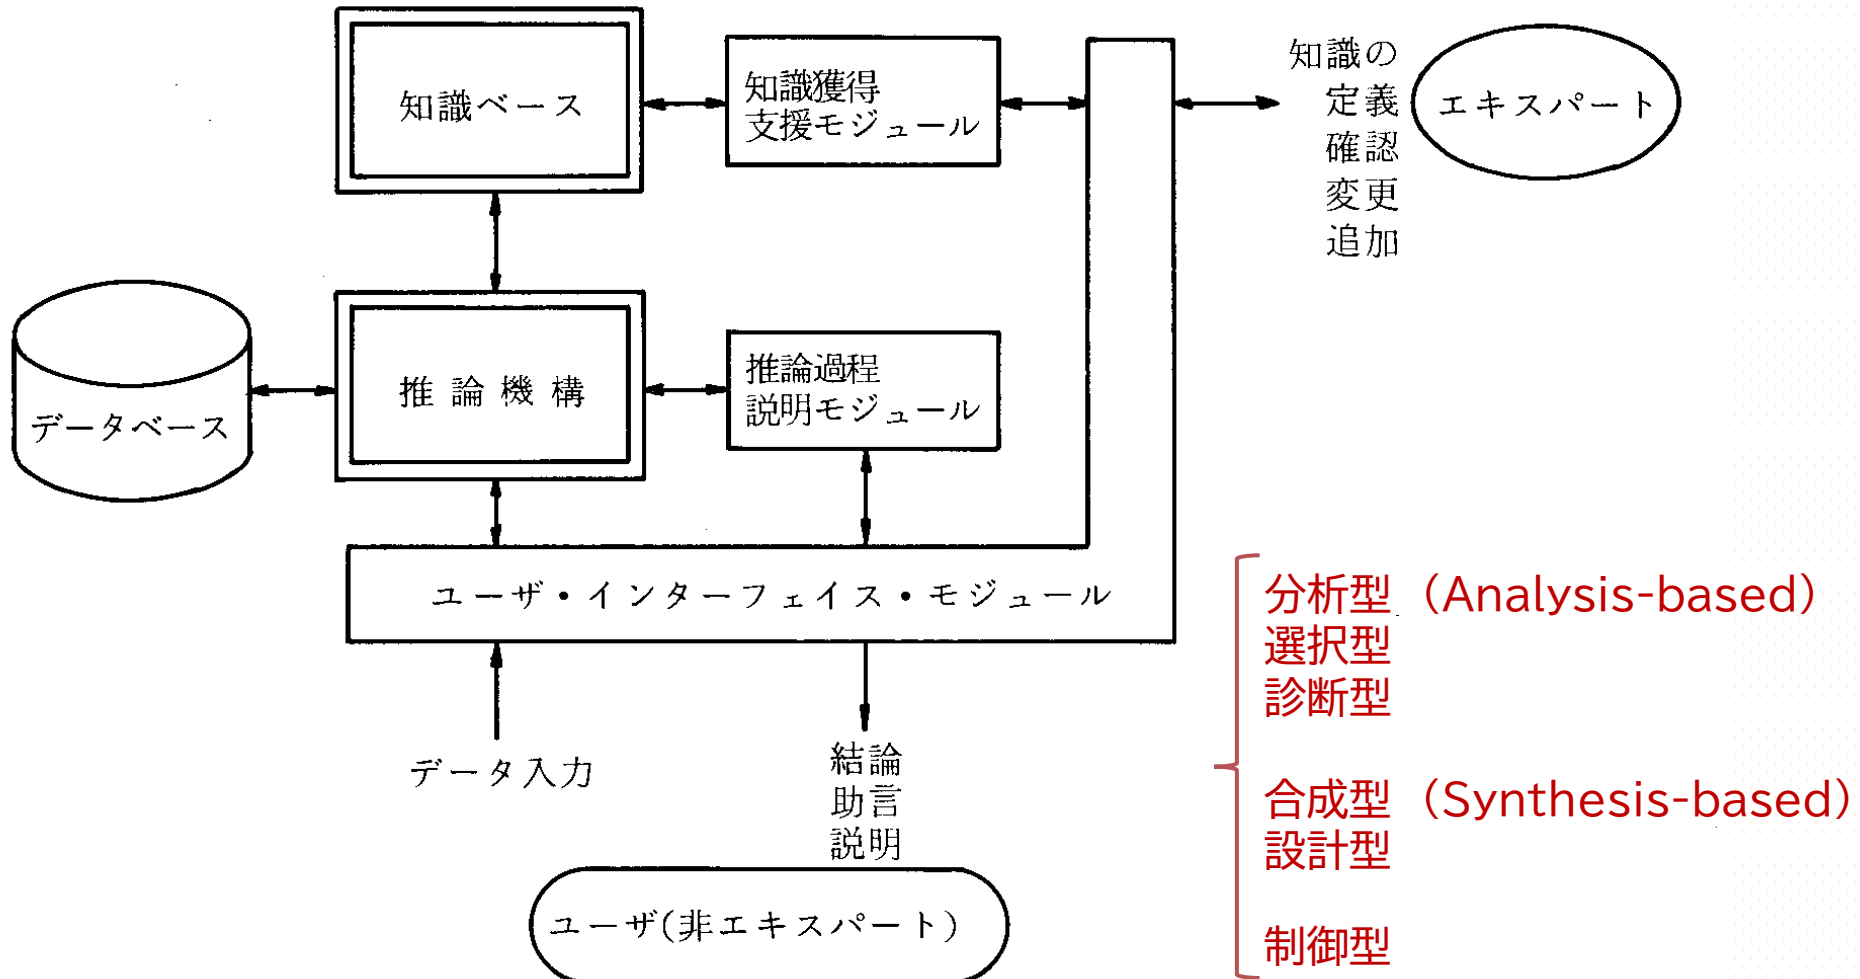 知識ベース
知識獲得
支援モジュール
知識の
定義
確認
変更
追加
エキスパート
データベース
推論機構
推論過程
説明モジュール
ユーザ・インターフェイス・モジュール
データ入力
結論
助言
説明
ユーザ(非エキスパート)
分析型（Analysis-based）
選択型
診断型
合成型（Synthesis-based）
設計型
制御型